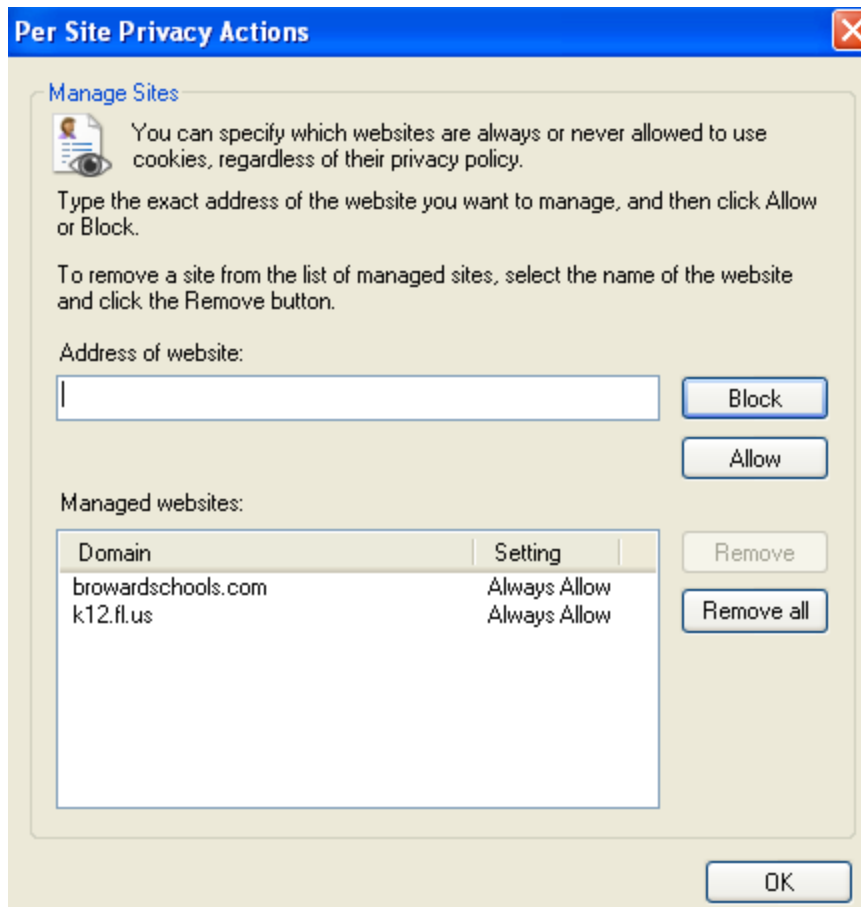 Per Site Privacy Actions
Manage Sites
You can specify which websites are always or never allowed to use
cookies, regardless of their privacy policy.
Type the exact address of the website you want to manage, and then click Allow
or Block.
To remove a site from the list of managed sites, select the name of the website
and click the Remove button.
Address of website:
Block
Allow
Managed websites:
Domain Setting
Remove
browardschools.com Always Allow
k12.fl.us Always Allow
Remove all
OK